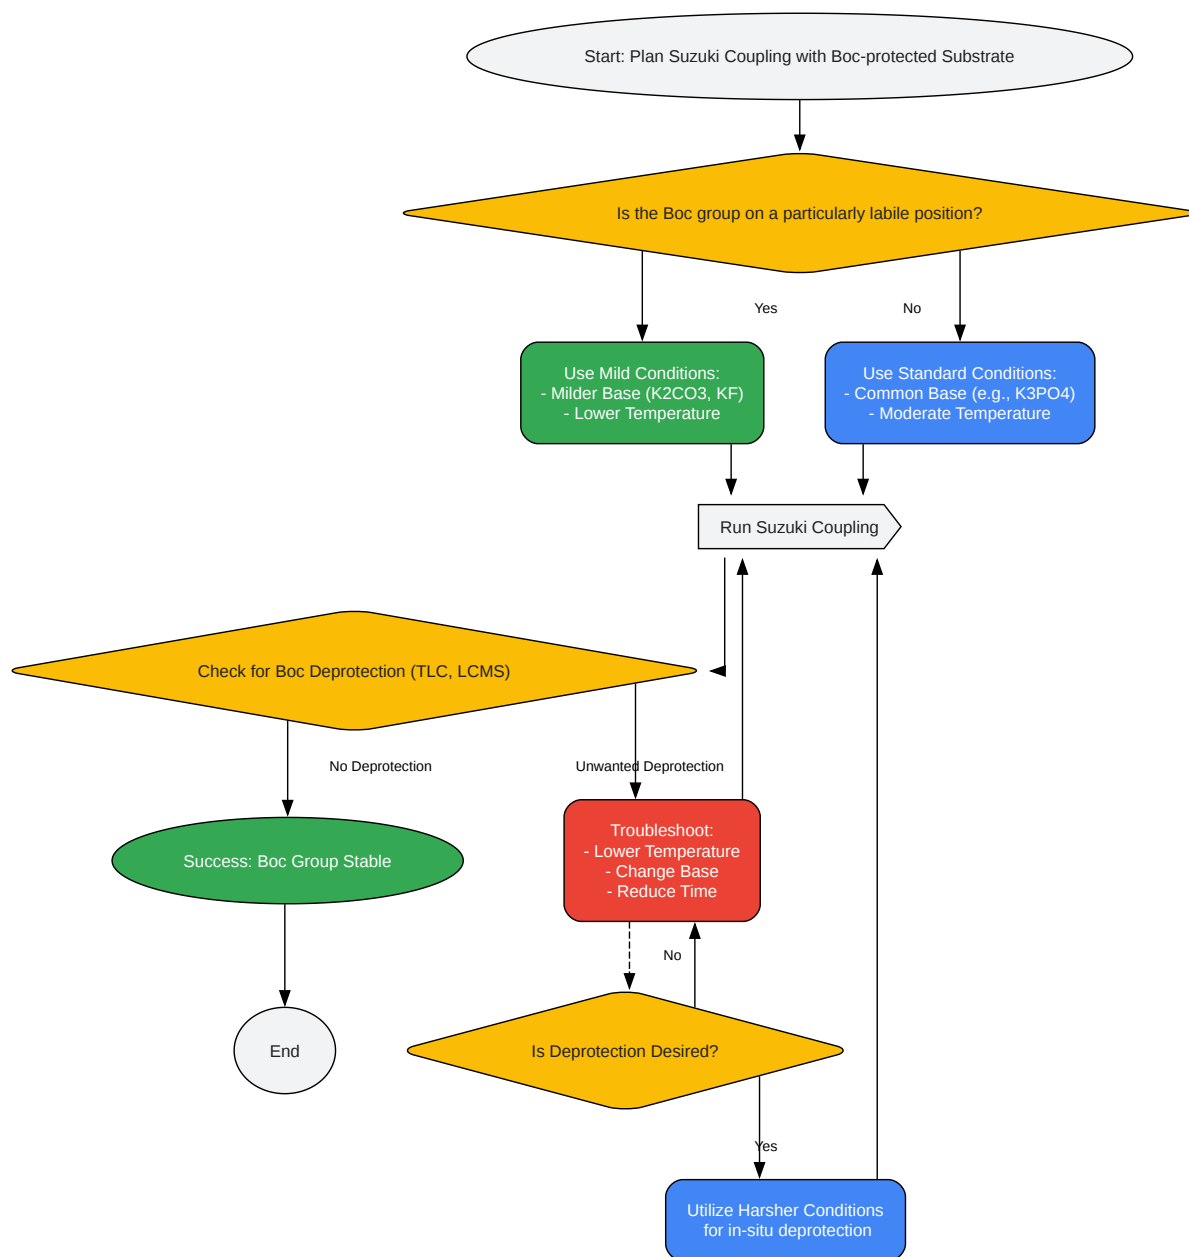 Start: Plan Suzuki Coupling with Boc-protected Substrate
Is the Boc group on a particularly labile position?
Yes
No
Use Mild Conditions:
- Milder Base (K2CO3, KF)
- Lower Temperature
Use Standard Conditions:
- Common Base (e.g., K3PO4)
- Moderate Temperature
Run Suzuki Coupling
Check for Boc Deprotection (TLC, LCMS)
No Deprotection
Unwanted Deprotection
Success: Boc Group Stable
Troubleshoot:
- Lower Temperature
- Change Base
- Reduce Time
No
End
Is Deprotection Desired?
Yes
Utilize Harsher Conditions
for in-situ deprotection